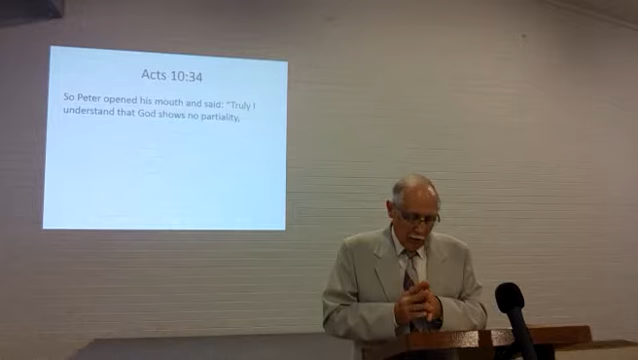 Acts 10:34
So Peter opened his mouth and said: "Truly I
understand that God shows no partiality,